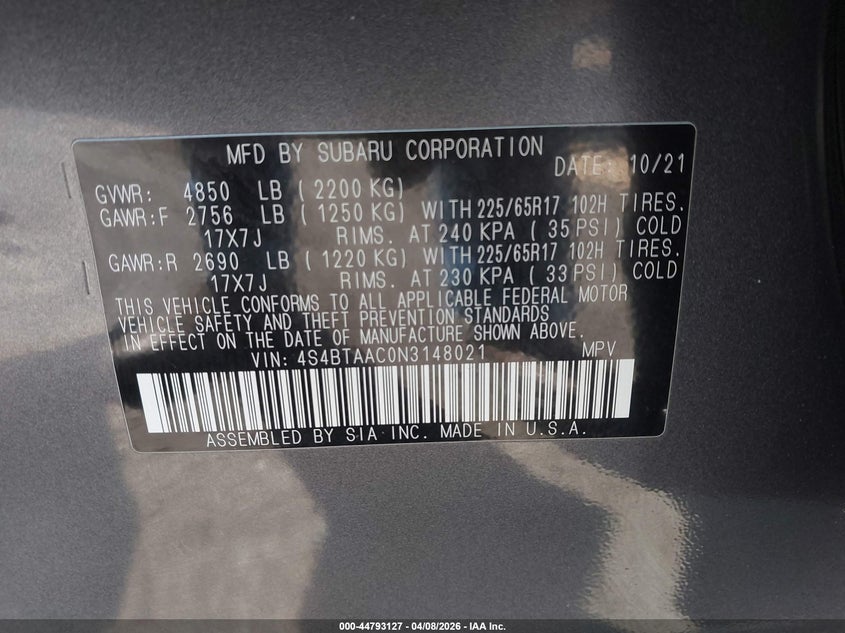 MFD BY SUBARU CORPORATION DATE: 10/21
GVWR: 4850 LB ( 2200 KG)
GAWR:F 2756 LB ( 1250 KG) WITH 225/65R17 102H TIRES.
17X7J RIMS. AT 240 KPA ( 35 PSI) COLD
GAWR:R 2690 LB ( 1220 KG) WITH 225/65R17 102H TIRES.
17X7J RIMS. AT 230 KPA ( 33 PSI) COLD
THIS VEHICLE CONFORMS TO ALL APPLICABLE FEDERAL MOTOR
VEHICLE SAFETY AND THEFT PREVENTION STANDARDS
IN EFFECT ON THE DATE OF MANUFACTURE SHOWN ABOVE.
VIN: 4S4BTAAC0N3148021 MPV
ASSEMBLED BY SIA INC. MADE IN U.S.A.
000-44793127 - 04/08/2026 - IAA Inc.